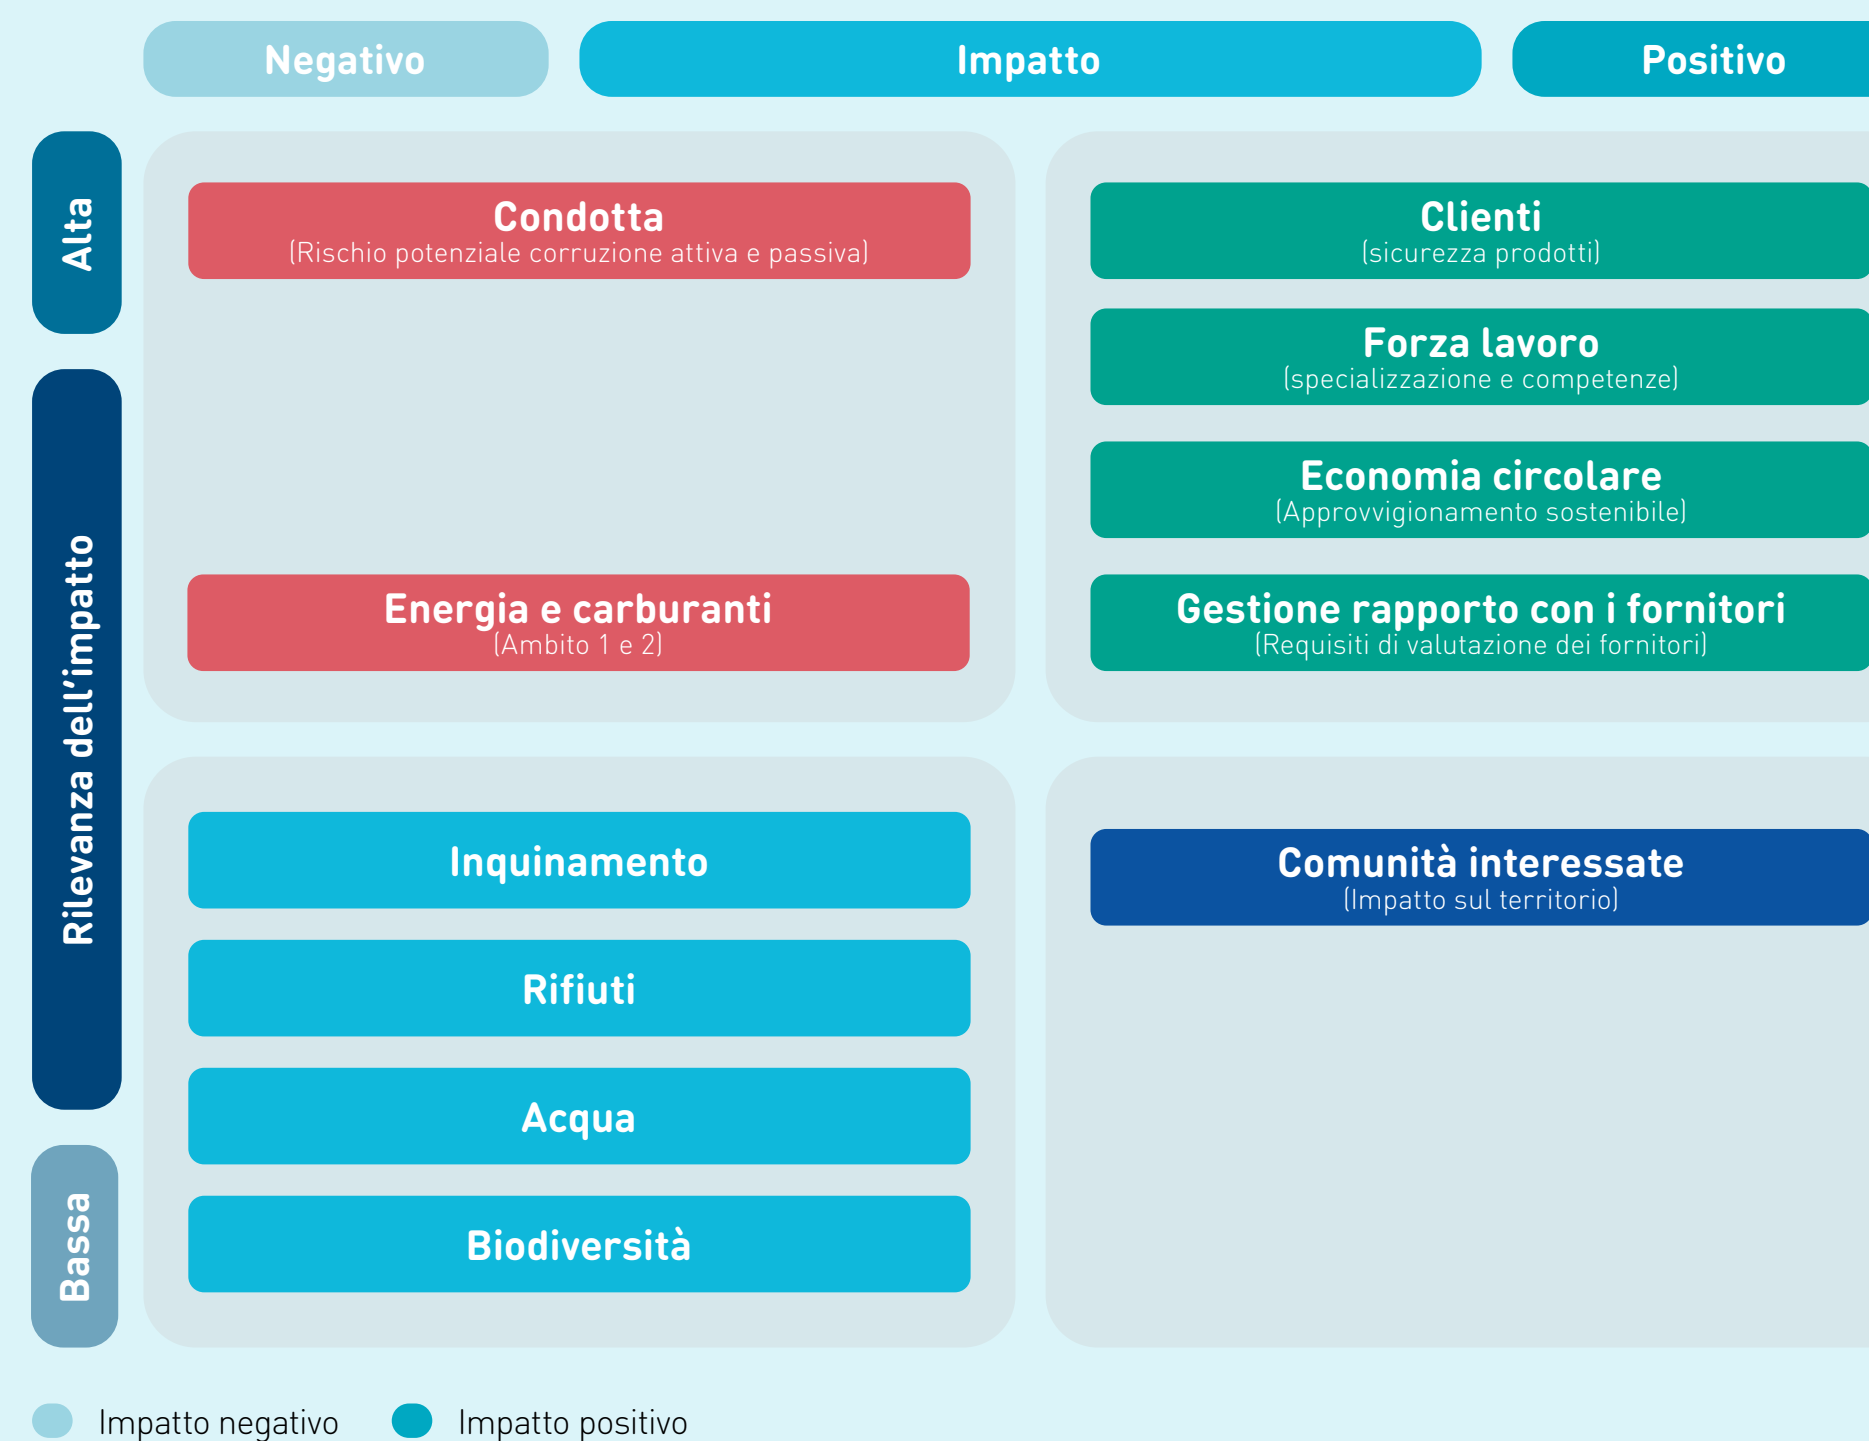 Negativo
Impatto
Positivo
Alta
Rilevanza dell'impatto
Bassa
Condotta
(Rischio potenziale corruzione attiva e passiva)
Energia e carburanti
(Ambito 1 e 2)
Clienti
(sicurezza prodotti)
Forza lavoro
(specializzazione e competenze)
Economia circolare
(Approvvigionamento sostenibile)
Gestione rapporto con i fornitori
(Requisiti di valutazione dei fornitori)
Inquinamento
Rifiuti
Acqua
Biodiversità
Comunità interessate
(Impatto sul territorio)
Impatto negativo
Impatto positivo